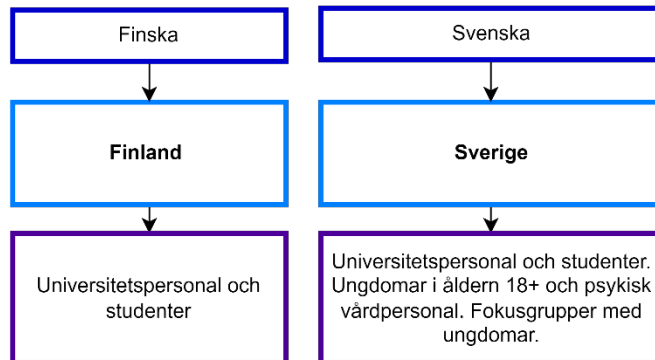 Finska
Svenska
Finland
Sverige
Universitetspersonal och
studenter
Universitetspersonal och studenter.
Ungdomar i åldern 18+ och psykisk
vårdpersonal. Fokusgrupper med
ungdomar.